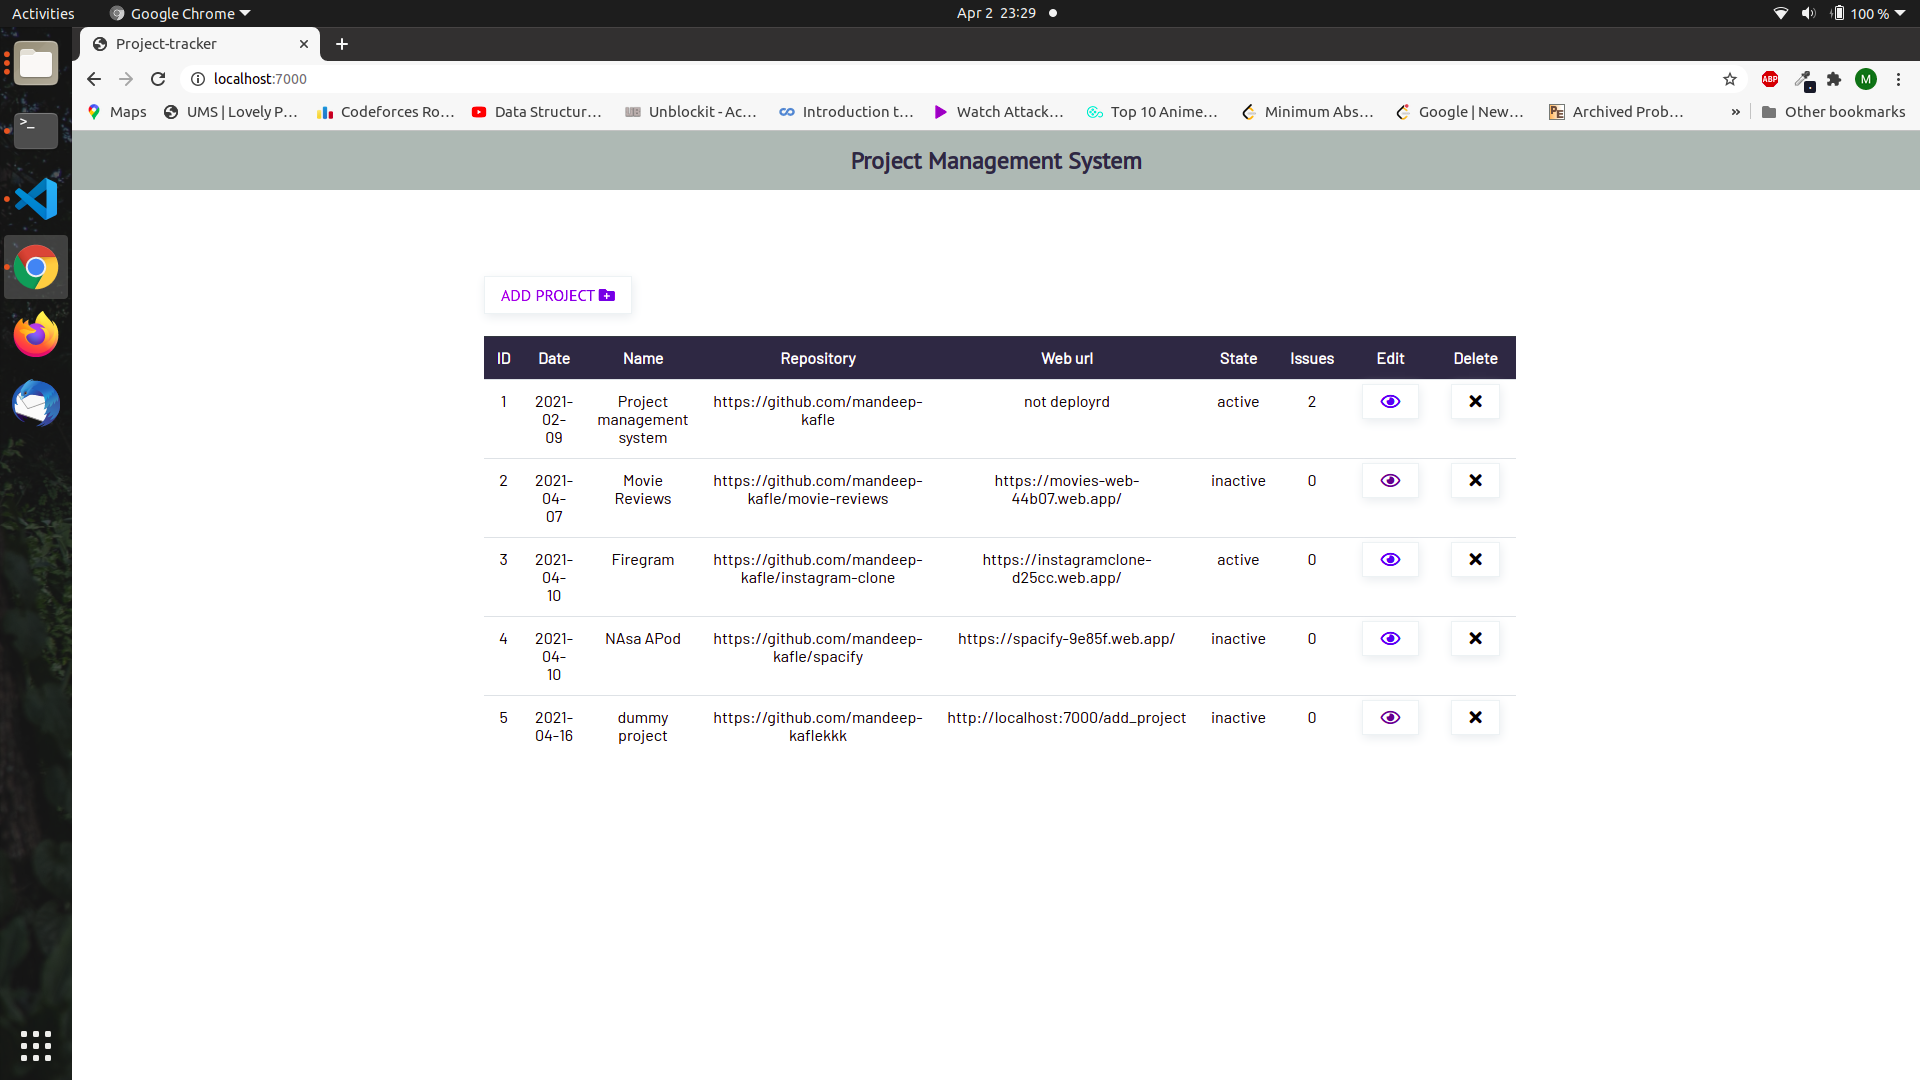 Activities
Google Chrome
Apr 2 23:29
100 %
Project-tracker
localhost:7000
ABP
M
Maps
UMS | Lovely P...
Codeforces Ro...
Data Structur...
UB
Unblockit - Ac...
Introduction t...
Watch Attack...
Top 10 Anime...
Minimum Abs...
Google | New...
PE
Archived Prob...
»
Other bookmarks
Project Management System
ADD PROJECT
ID Date Name Repository Web url State Issues Edit Delete
1 2021- Project https://github.com/mandeep- not deployrd active 2
02- management kafle
09 system
2 2021- Movie https://github.com/mandeep- https://movies-web- inactive 0
04- Reviews kafle/movie-reviews 44b07.web.app/
07
3 2021- Firegram https://github.com/mandeep- https://instagramclone- active 0
04- kafle/instagram-clone d25cc.web.app/
10
4 2021- NAsa APod https://github.com/mandeep- https://spacify-9e85f.web.app/ inactive 0
04- kafle/spacify
10
5 2021- dummy https://github.com/mandeep- http://localhost:7000/add_project inactive 0
04-16 project kaflekkk